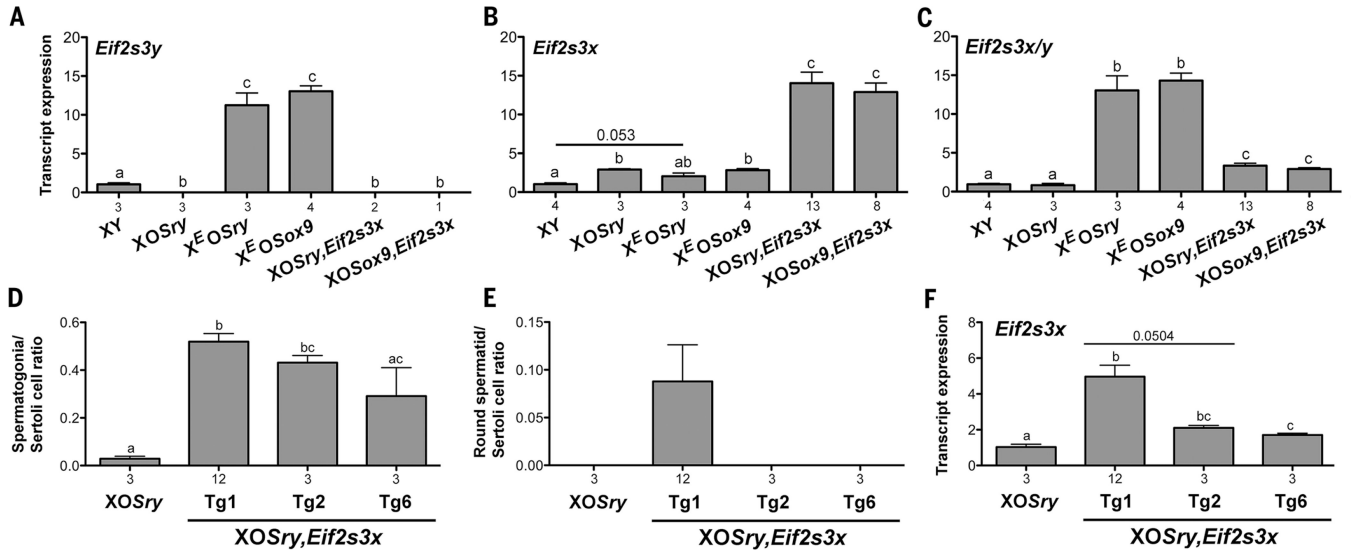 A
Eif2s3y
Transcript expression
20
15
10
5
0
a
b
c
c
b
b
3
3
3
4
2
1
XY
XOSry
XᴱOSry
XᴱOSox9
XOSry,Eif2s3x
XOSox9,Eif2s3x
B
Eif2s3x
20
15
10
5
0
0.053
a
b
ab
b
c
c
4
3
3
4
13
8
XY
XOSry
XᴱOSry
XᴱOSox9
XOSry,Eif2s3x
XOSox9,Eif2s3x
C
Eif2s3x/y
20
15
10
5
0
a
a
b
b
c
c
4
3
3
4
13
8
XY
XOSry
XᴱOSry
XᴱOSox9
XOSry,Eif2s3x
XOSox9,Eif2s3x
D
Spermatogonia/
Sertoli cell ratio
0.6
0.4
0.2
0.0
a
b
bc
ac
3
12
3
3
XOSry
Tg1
Tg2
Tg6
XOSry,Eif2s3x
E
Round spermatid/
Sertoli cell ratio
0.15
0.10
0.05
0.00
3
12
3
3
XOSry
Tg1
Tg2
Tg6
XOSry,Eif2s3x
F
Eif2s3x
Transcript expression
8
6
4
2
0
0.0504
a
b
bc
c
3
12
3
3
XOSry
Tg1
Tg2
Tg6
XOSry,Eif2s3x